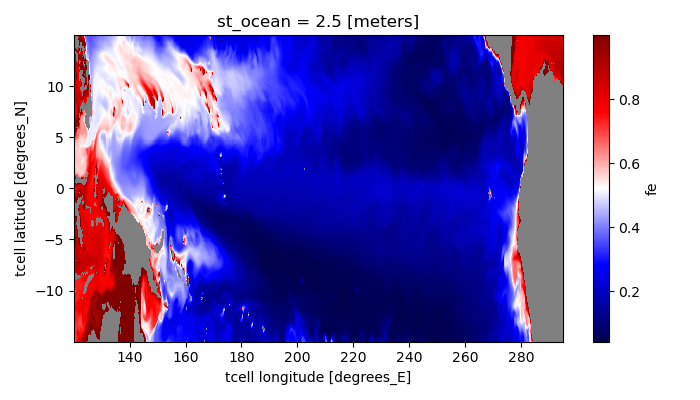 st_ocean = 2.5 [meters]
10
5
0
−5
−10
tcell latitude [degrees_N]
140 160 180 200 220 240 260 280
tcell longitude [degrees_E]
0.8
0.6
0.4
0.2
fe